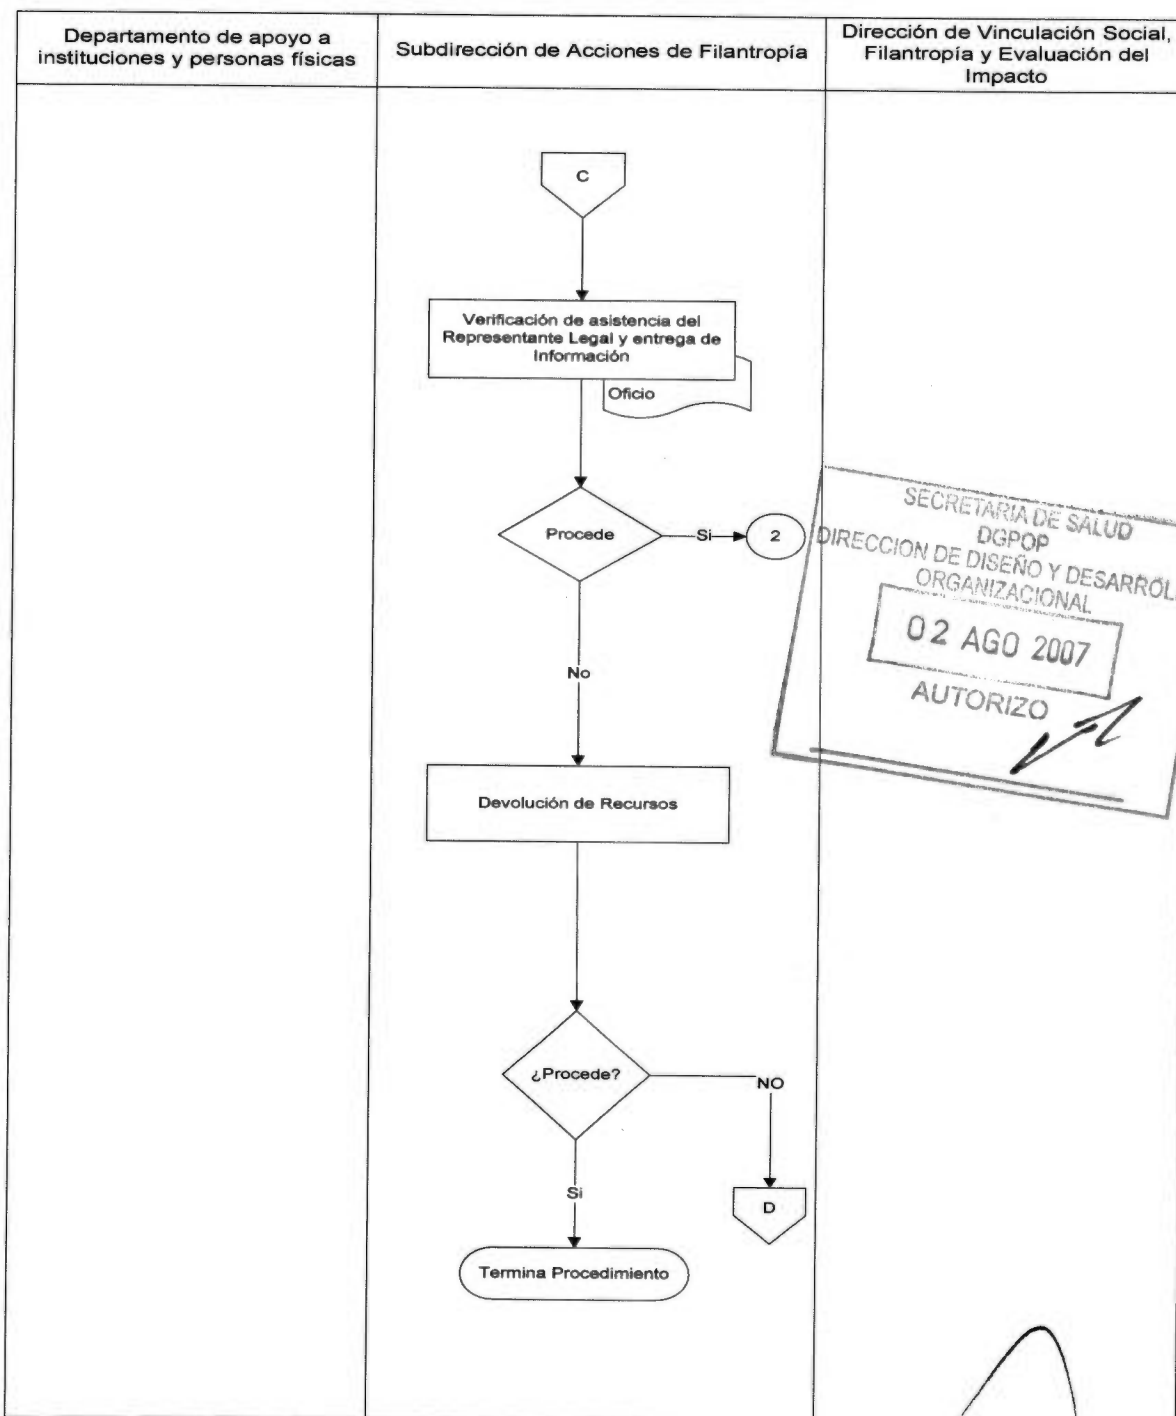 Departamento de apoyo a
instituciones y personas físicas
Subdirección de Acciones de Filantropía
Dirección de Vinculación Social,
Filantropía y Evaluación del
Impacto
C
Verificación de asistencia del
Representante Legal y entrega de
Información
Oficio
Procede
Si
2
No
Devolución de Recursos
¿Procede?
NO
D
Si
Termina Procedimiento
SECRETARIA DE SALUD
DGPOP
DIRECCION DE DISEÑO Y DESARROL
ORGANIZACIONAL
02 AGO 2007
AUTORIZO